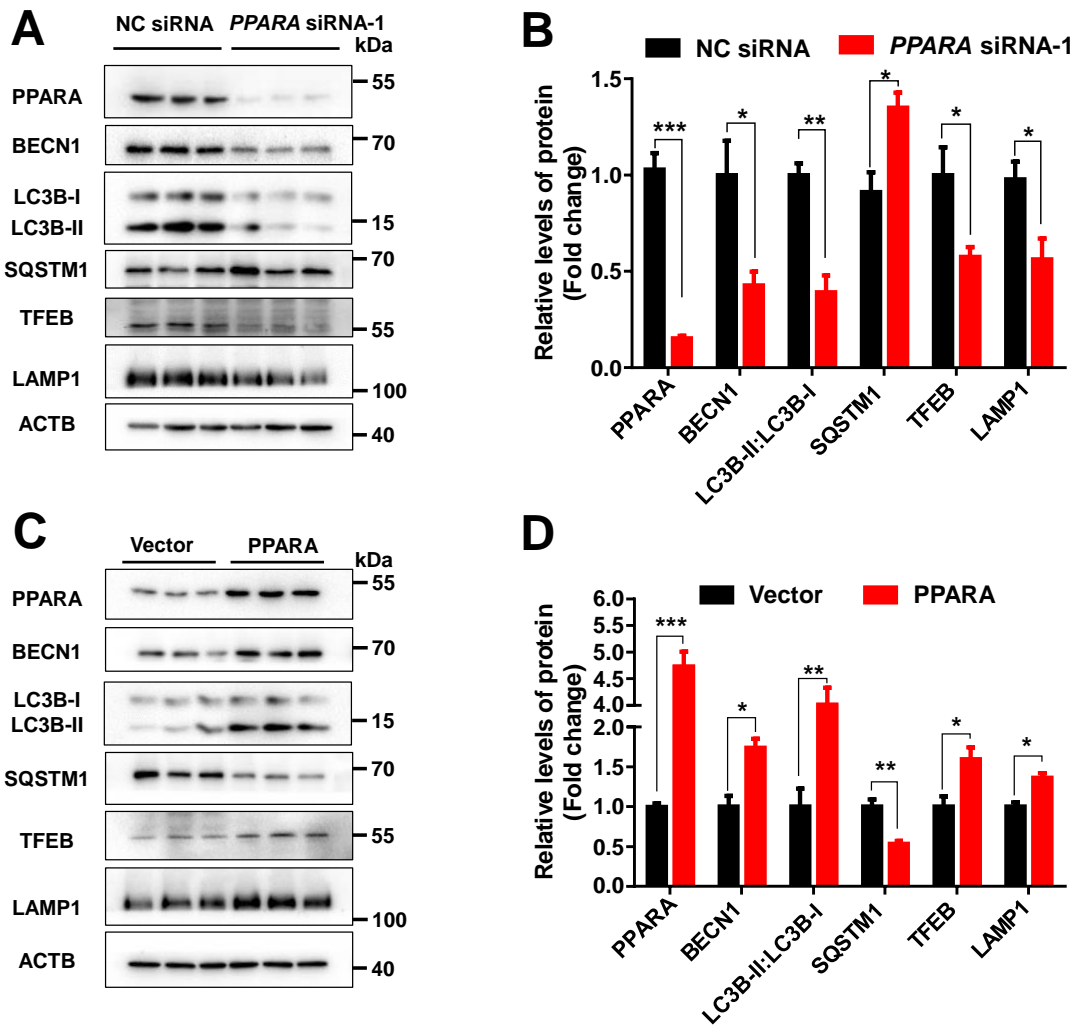 A
NC siRNA PPARA siRNA-1
kDa
PPARA
55
BECN1
70
LC3B-I
LC3B-II
15
SQSTM1
70
TFEB
55
LAMP1
100
ACTB
40
B
NC siRNA PPARA siRNA-1
Relative levels of protein
(Fold change)
1.5
1.0
0.5
0.0
*** * ** * * *
PPARA BECN1 LC3B-II:LC3B-I SQSTM1 TFEB LAMP1
C
Vector PPARA
kDa
PPARA
55
BECN1
70
LC3B-I
LC3B-II
15
SQSTM1
70
TFEB
55
LAMP1
100
ACTB
40
D
Vector PPARA
Relative levels of protein
(Fold change)
6.0
5.5
5.0
4.5
4.0
2.0
1.5
1.0
0.5
0.0
*** * ** ** * *
PPARA BECN1 LC3B-II:LC3B-I SQSTM1 TFEB LAMP1